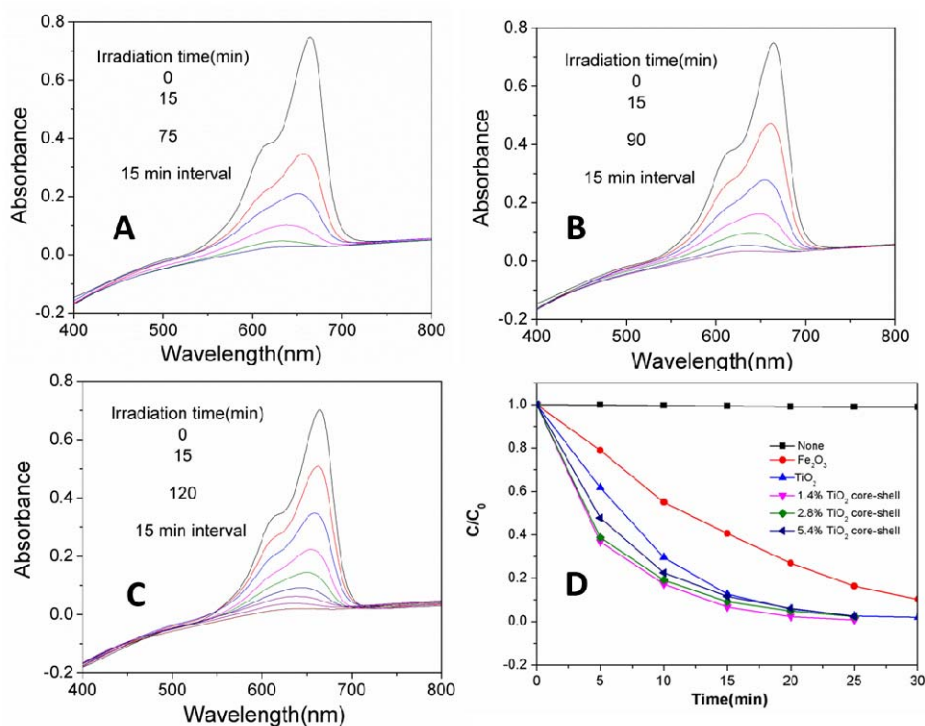 Irradiation time(min)
0
15
75
15 min interval
A
Absorbance
0.8
0.6
0.4
0.2
0.0
-0.2
400
500
600
700
800
Wavelength(nm)
Irradiation time(min)
0
15
90
15 min interval
B
Absorbance
0.8
0.6
0.4
0.2
0.0
-0.2
400
500
600
700
800
Wavelength(nm)
Irradiation time(min)
0
15
120
15 min interval
C
Absorbance
0.8
0.6
0.4
0.2
0.0
-0.2
400
500
600
700
800
Wavelength(nm)
None
Fe₂O₃
TiO₂
1.4% TiO₂ core-shell
2.8% TiO₂ core-shell
5.4% TiO₂ core-shell
D
C/C₀
1.0
0.8
0.6
0.4
0.2
0.0
-0.2
0
5
10
15
20
25
30
Time(min)